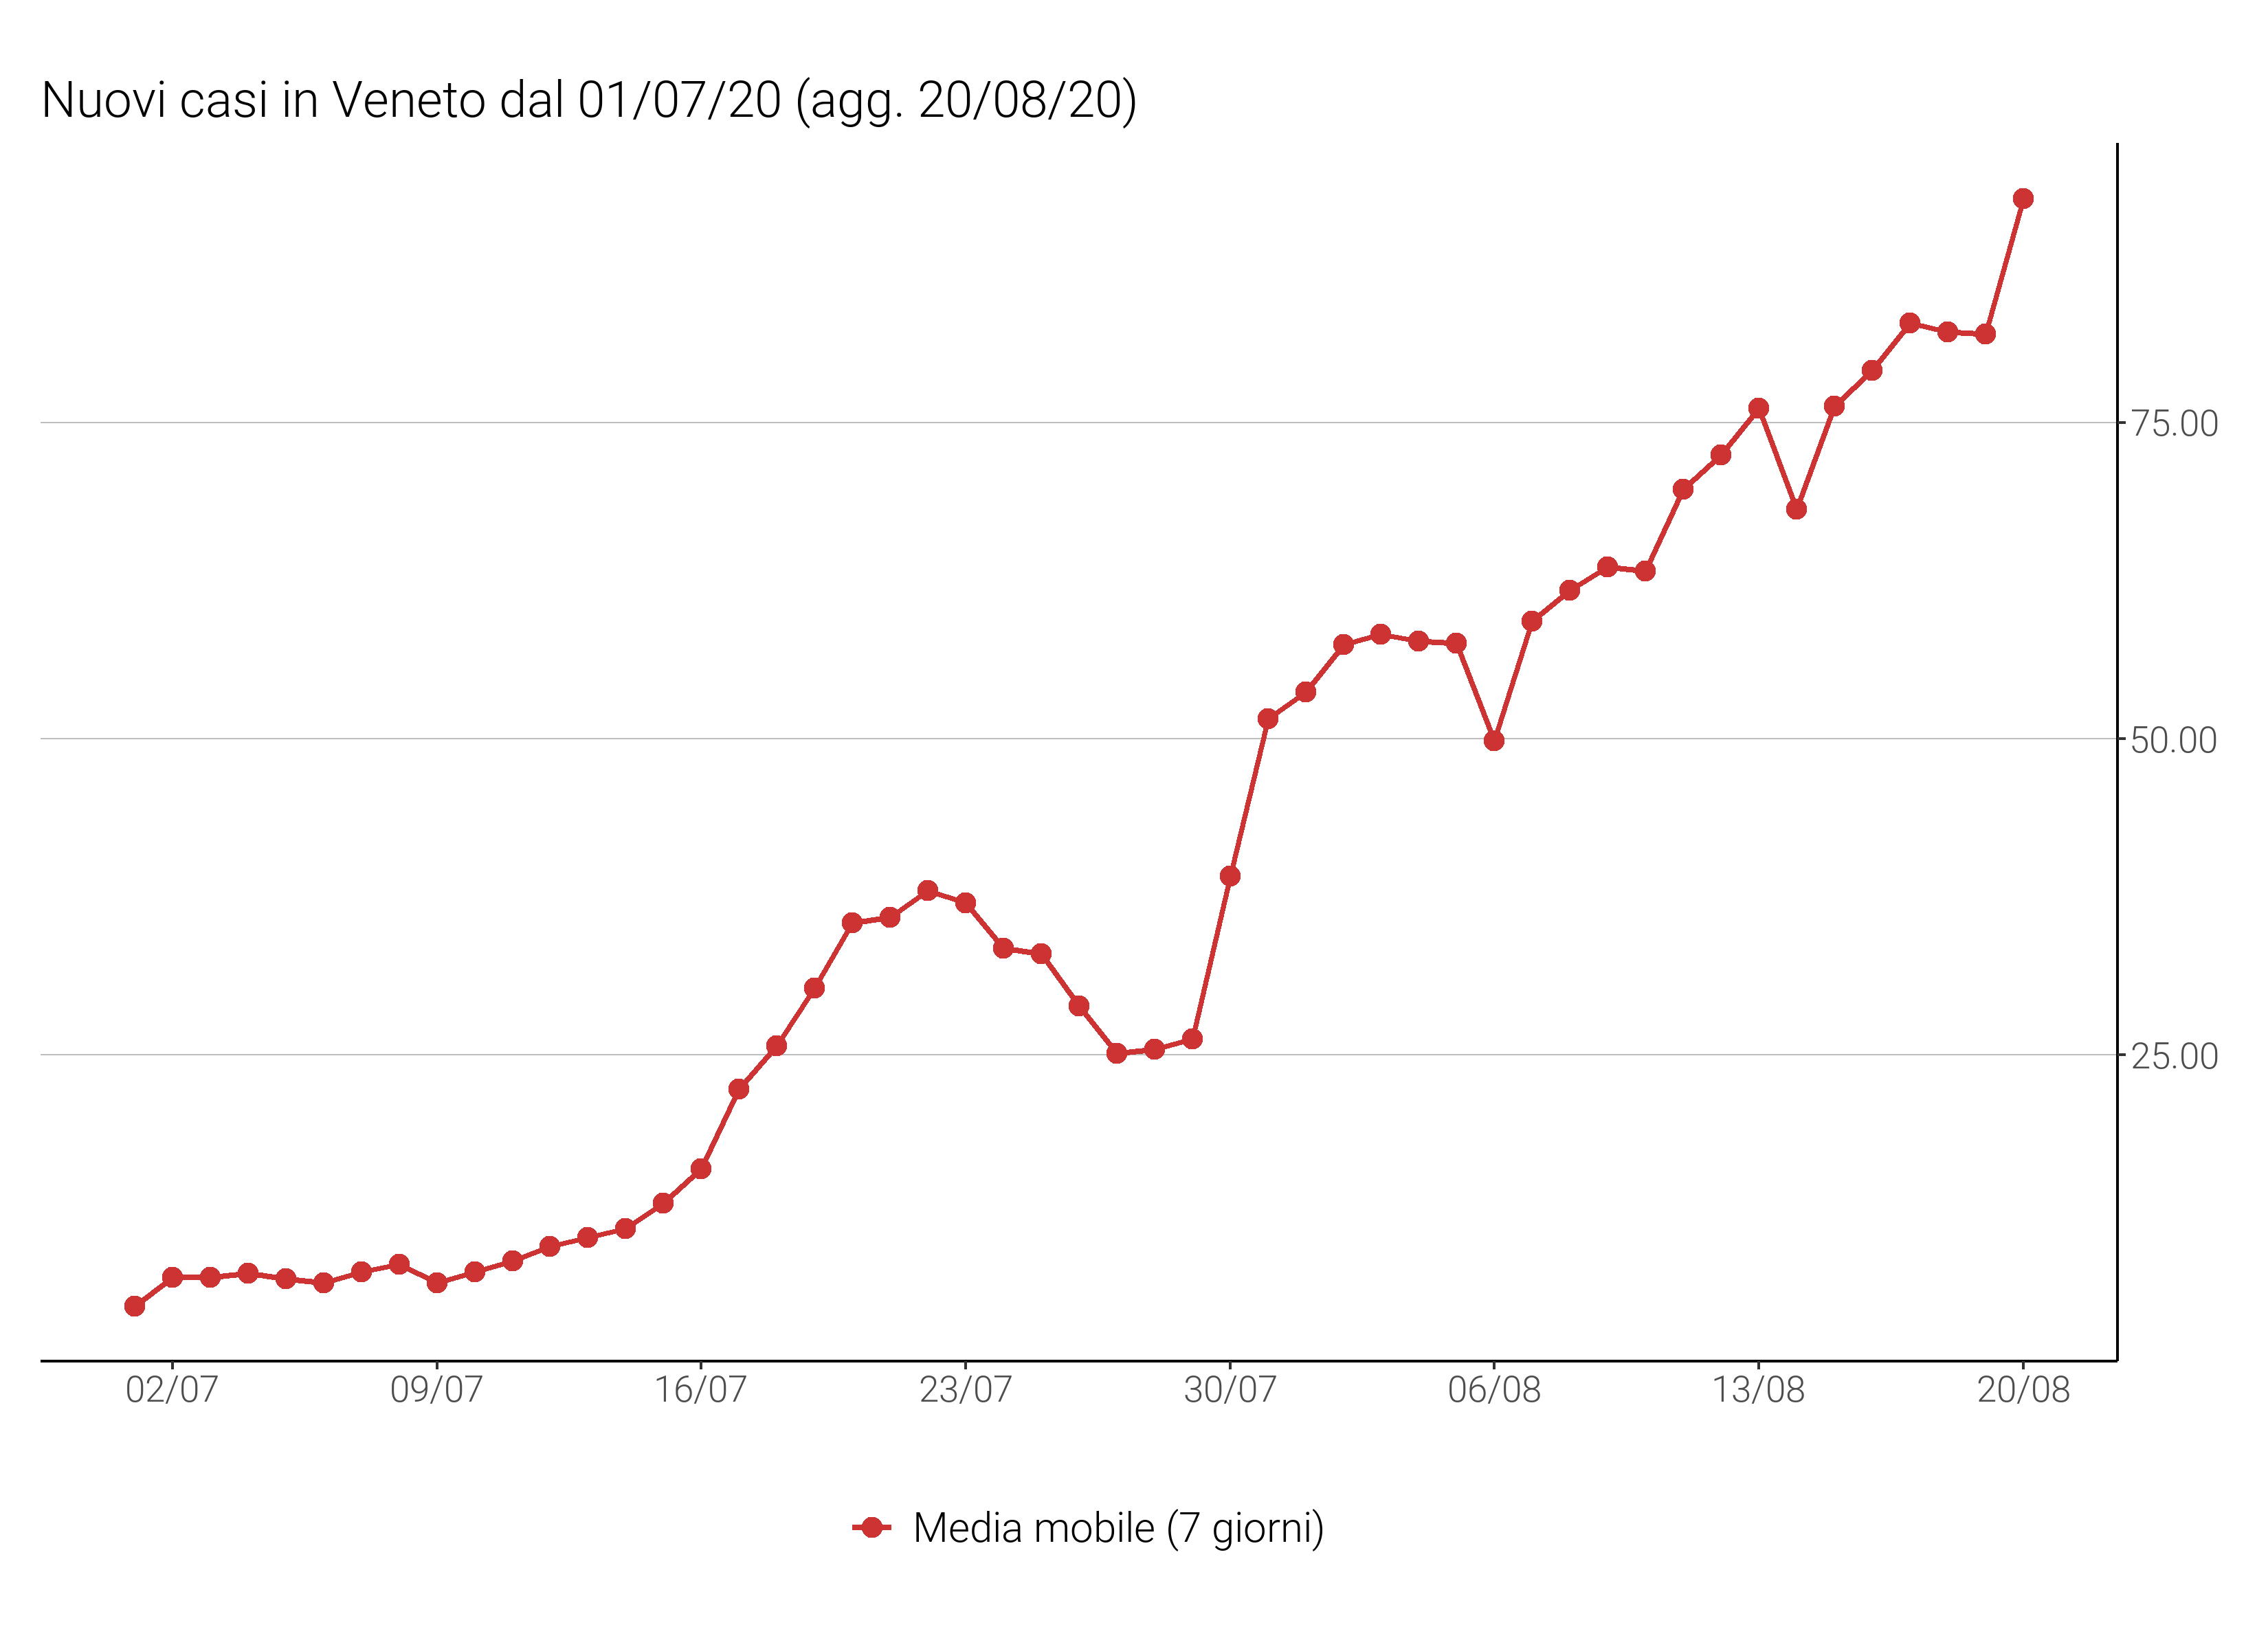 Nuovi casi in Veneto dal 01/07/20 (agg. 20/08/20)
75.00
50.00
25.00
02/07 09/07 16/07 23/07 30/07 06/08 13/08 20/08
Media mobile (7 giorni)